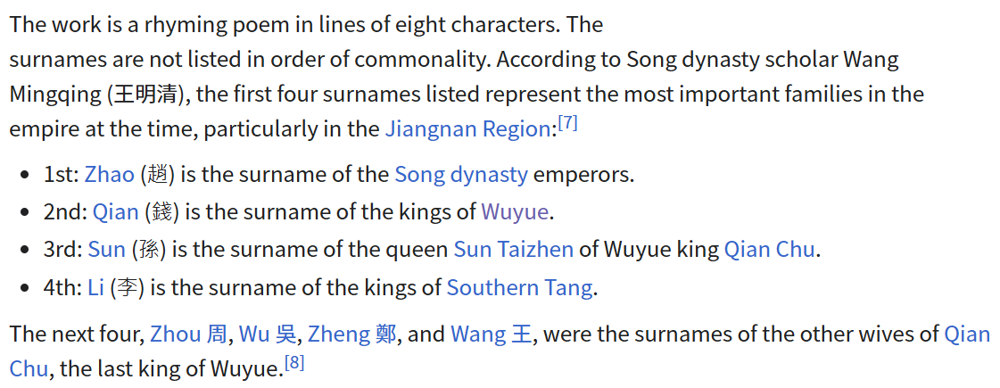 The work is a rhyming poem in lines of eight characters. The
surnames are not listed in order of commonality. According to Song dynasty scholar Wang
Mingqing (王明清), the first four surnames listed represent the most important families in the
empire at the time, particularly in the Jiangnan Region:[7]
• 1st: Zhao (趙) is the surname of the Song dynasty emperors.
• 2nd: Qian (錢) is the surname of the kings of Wuyue.
• 3rd: Sun (孫) is the surname of the queen Sun Taizhen of Wuyue king Qian Chu.
• 4th: Li (李) is the surname of the kings of Southern Tang.
The next four, Zhou 周, Wu 吳, Zheng 鄭, and Wang 王, were the surnames of the other wives of Qian
Chu, the last king of Wuyue.[8]